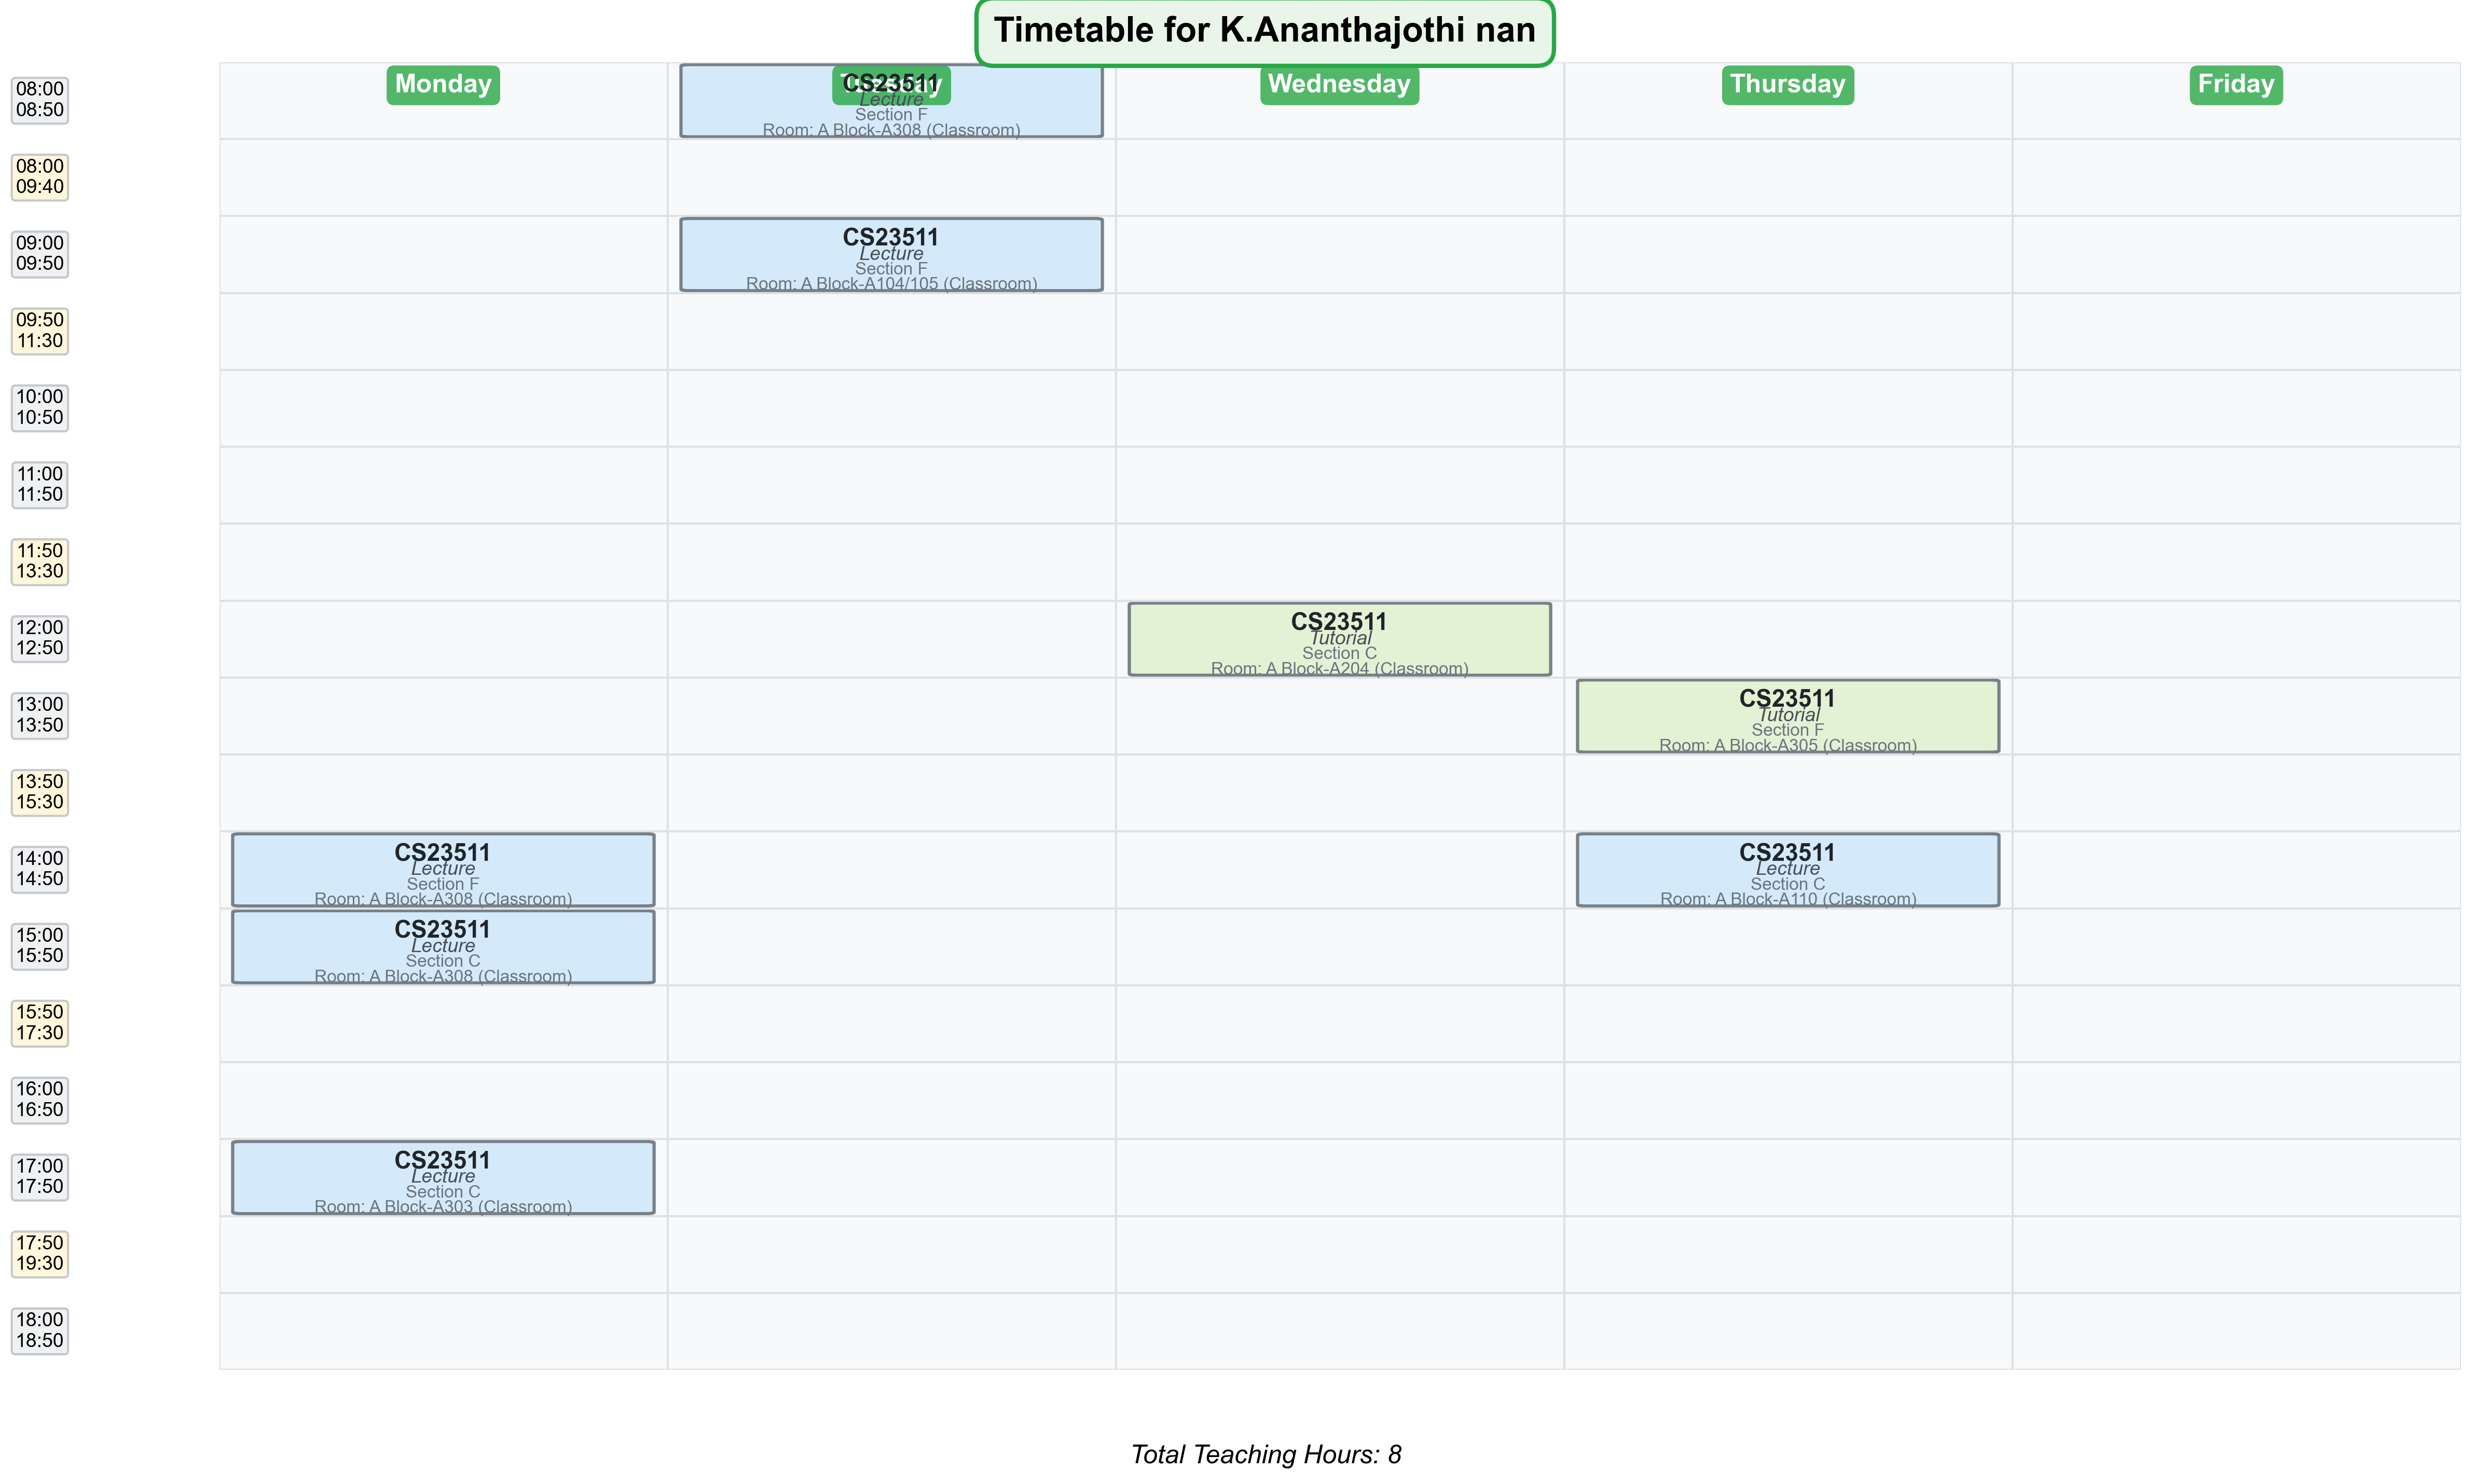 Timetable for K.Ananthajothi nan
Monday
Tuesday
Wednesday
Thursday
Friday
08:00
08:50
CS23511
Lecture
Section F
Room: A Block-A308 (Classroom)
08:00
09:40
09:00
09:50
CS23511
Lecture
Section F
Room: A Block-A104/105 (Classroom)
09:50
11:30
10:00
10:50
11:00
11:50
11:50
13:30
12:00
12:50
CS23511
Tutorial
Section C
Room: A Block-A204 (Classroom)
13:00
13:50
CS23511
Tutorial
Section F
Room: A Block-A305 (Classroom)
13:50
15:30
14:00
14:50
CS23511
Lecture
Section F
Room: A Block-A308 (Classroom)
CS23511
Lecture
Section C
Room: A Block-A110 (Classroom)
15:00
15:50
CS23511
Lecture
Section C
Room: A Block-A308 (Classroom)
15:50
17:30
16:00
16:50
17:00
17:50
CS23511
Lecture
Section C
Room: A Block-A303 (Classroom)
17:50
19:30
18:00
18:50
Total Teaching Hours: 8